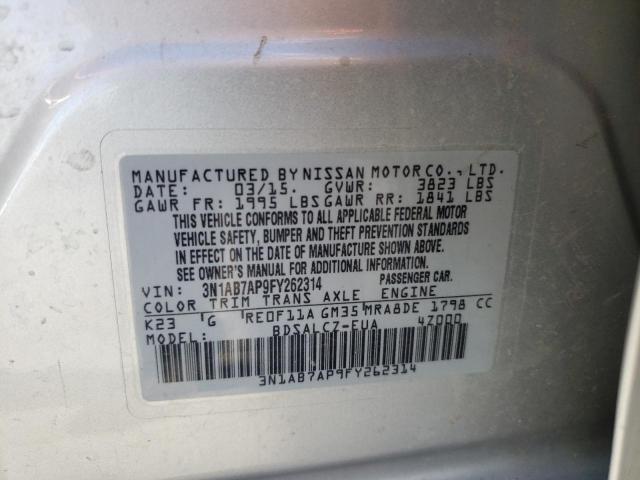 MANUFACTURED BY NISSAN MOTOR CO., LTD.
DATE: 03/15. GVWR: 3823 LBS
GAWR FR: 1995 LBS GAWR RR: 1841 LBS
THIS VEHICLE CONFORMS TO ALL APPLICABLE FEDERAL MOTOR
VEHICLE SAFETY, BUMPER AND THEFT PREVENTION STANDARDS
IN EFFECT ON THE DATE OF MANUFACTURE SHOWN ABOVE.
SEE OWNER'S MANUAL FOR ADDITIONAL INFORMATION.
VIN: 3N1AB7AP9FY262314 PASSENGER CAR.
COLOR TRIM TRANS AXLE ENGINE
K23 G RE0F11A GM35 MRA8DE 1798 CC
MODEL: BDSALCZ-EUA 4Z000
3N1AB7AP9FY262314